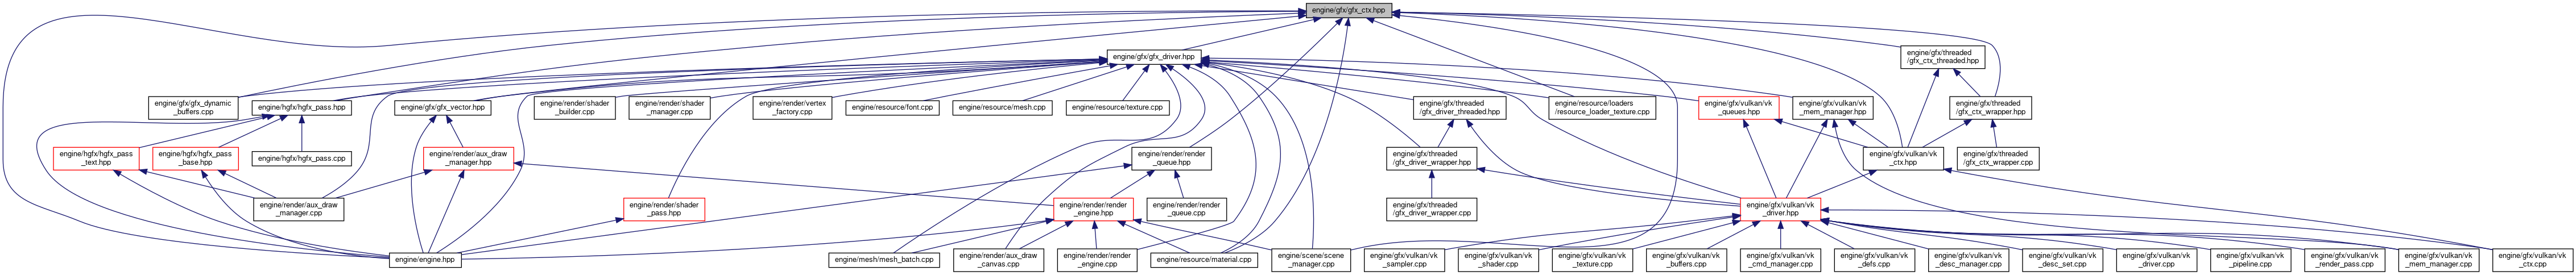 engine/gfx/gfx_ctx.hpp
engine/gfx/gfx_driver.hpp
engine/gfx/threaded
/gfx_ctx_threaded.hpp
engine/gfx/gfx_dynamic
_buffers.cpp
engine/hgfx/hgfx_pass.hpp
engine/gfx/gfx_vector.hpp
engine/render/shader
_builder.cpp
engine/render/shader
_manager.cpp
engine/render/vertex
_factory.cpp
engine/resource/font.cpp
engine/resource/mesh.cpp
engine/resource/texture.cpp
engine/gfx/threaded
/gfx_driver_threaded.hpp
engine/resource/loaders
/resource_loader_texture.cpp
engine/gfx/vulkan/vk
_queues.hpp
engine/gfx/vulkan/vk
_mem_manager.hpp
engine/gfx/threaded
/gfx_ctx_wrapper.hpp
engine/hgfx/hgfx_pass
_text.hpp
engine/hgfx/hgfx_pass
_base.hpp
engine/hgfx/hgfx_pass.cpp
engine/render/aux_draw
_manager.hpp
engine/render/render
_queue.hpp
engine/gfx/threaded
/gfx_driver_wrapper.hpp
engine/gfx/vulkan/vk
_ctx.hpp
engine/gfx/threaded
/gfx_ctx_wrapper.cpp
engine/render/aux_draw
_manager.cpp
engine/render/shader
_pass.hpp
engine/render/render
_engine.hpp
engine/render/render
_queue.cpp
engine/gfx/threaded
/gfx_driver_wrapper.cpp
engine/gfx/vulkan/vk
_driver.hpp
engine/engine.hpp
engine/mesh/mesh_batch.cpp
engine/render/aux_draw
_canvas.cpp
engine/render/render
_engine.cpp
engine/resource/material.cpp
engine/scene/scene
_manager.cpp
engine/gfx/vulkan/vk
_sampler.cpp
engine/gfx/vulkan/vk
_shader.cpp
engine/gfx/vulkan/vk
_texture.cpp
engine/gfx/vulkan/vk
_buffers.cpp
engine/gfx/vulkan/vk
_cmd_manager.cpp
engine/gfx/vulkan/vk
_defs.cpp
engine/gfx/vulkan/vk
_desc_manager.cpp
engine/gfx/vulkan/vk
_desc_set.cpp
engine/gfx/vulkan/vk
_driver.cpp
engine/gfx/vulkan/vk
_pipeline.cpp
engine/gfx/vulkan/vk
_render_pass.cpp
engine/gfx/vulkan/vk
_mem_manager.cpp
engine/gfx/vulkan/vk
_ctx.cpp